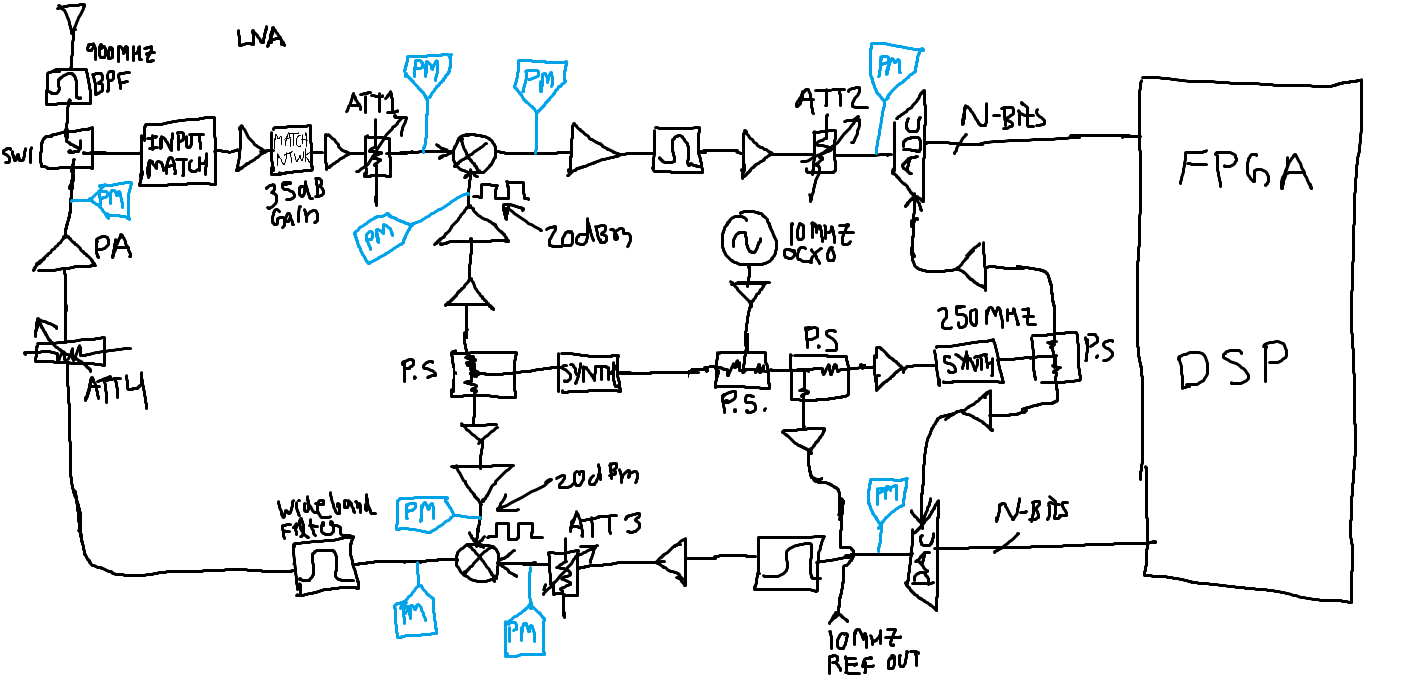 LNA
900MHZ
BPF
SW1
INPUT
MATCH
MATCH
NTWK
35dB
Gain
ATT1
PM
PM
ATT2
PM
ADC
N-Bits
FPGA
DSP
PM
PA
PM
20dBm
10MHZ
OCXO
250MHZ
P.S
SYNTH
P.S.
P.S
SYNTH
P.S
ATT4
wideband
Filter
PM
20dBm
ATT3
PM
PM
PM
DAC
N-Bits
10MHZ
REF OUT